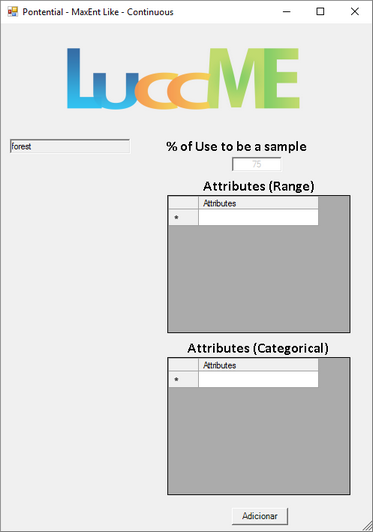 Pontential - MaxEnt Like - Continuous
LuccME
forest
% of Use to be a sample
75
Attributes (Range)
Attributes
*
Attributes (Categorical)
Attributes
*
Adicionar